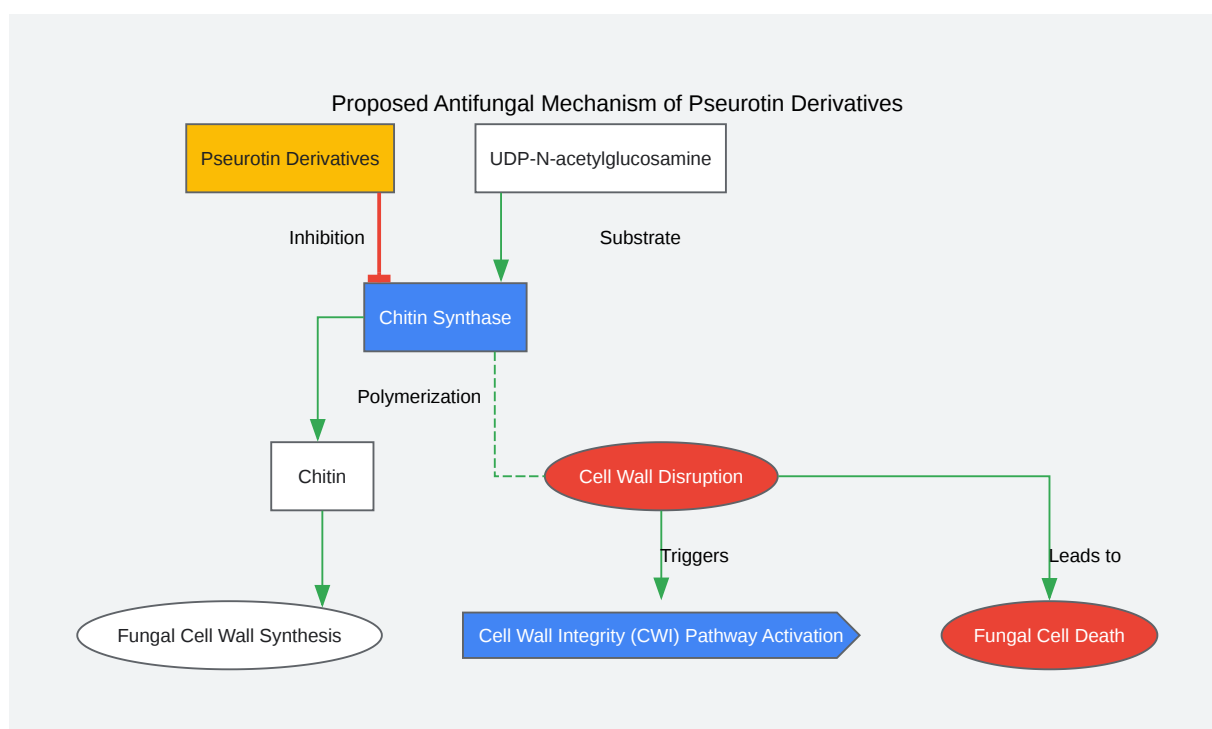 Proposed Antifungal Mechanism of Pseurotin Derivatives
Pseurotin Derivatives
UDP-N-acetylglucosamine
Inhibition
Substrate
Chitin Synthase
Polymerization
Chitin
Cell Wall Disruption
Triggers
Leads to
Fungal Cell Wall Synthesis
Cell Wall Integrity (CWI) Pathway Activation
Fungal Cell Death